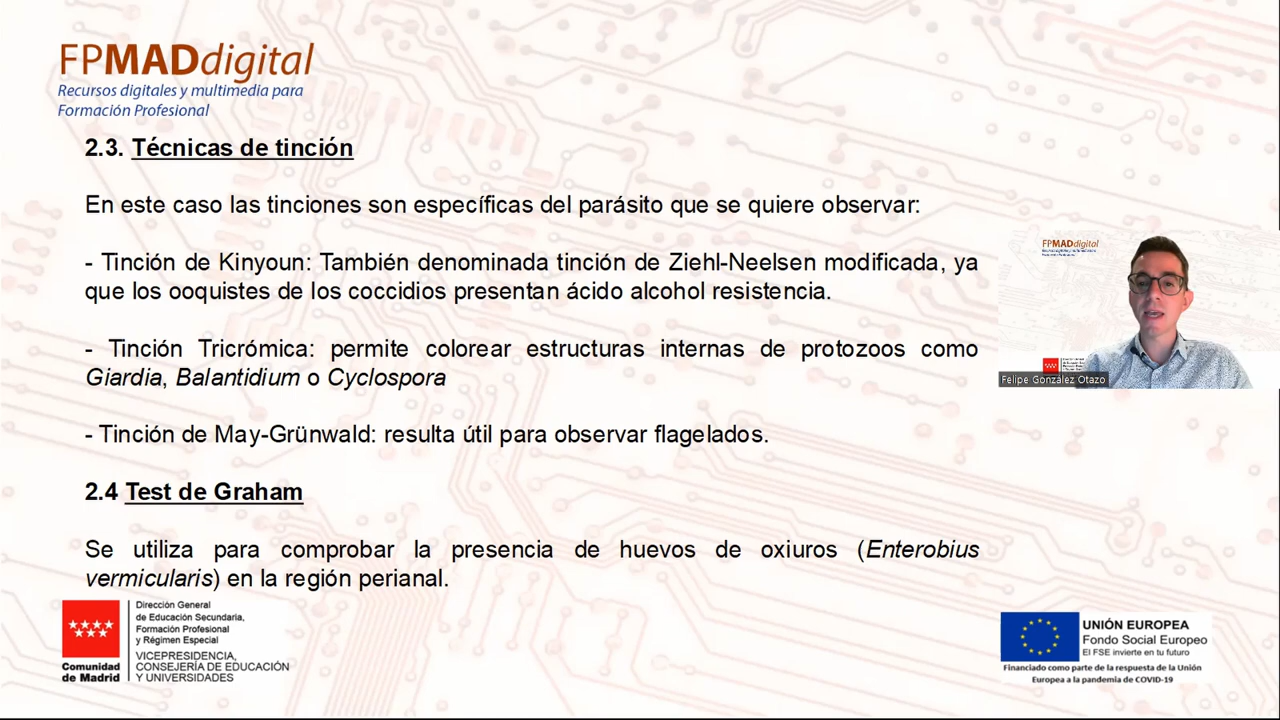 FPMADdigital
Recursos digitales y multimedia para
Formación Profesional
2.3. Técnicas de tinción
En este caso las tinciones son específicas del parásito que se quiere observar:
- Tinción de Kinyoun: También denominada tinción de Ziehl-Neelsen modificada, ya
que los ooquistes de los coccidios presentan ácido alcohol resistencia.
- Tinción Tricrómica: permite colorear estructuras internas de protozoos como
Giardia, Balantidium o Cyclospora
- Tinción de May-Grünwald: resulta útil para observar flagelados.
2.4 Test de Graham
Se utiliza para comprobar la presencia de huevos de oxiuros (Enterobius
vermicularis) en la región perianal.
FPMADdigital
Felipe González Otazo
Comunidad
de Madrid
Dirección General
de Educación Secundaria,
Formación Profesional
y Régimen Especial
VICEPRESIDENCIA,
CONSEJERÍA DE EDUCACIÓN
Y UNIVERSIDADES
UNIÓN EUROPEA
Fondo Social Europeo
El FSE invierte en tu futuro
Financiado como parte de la respuesta de la Unión
Europea a la pandemia de COVID-19